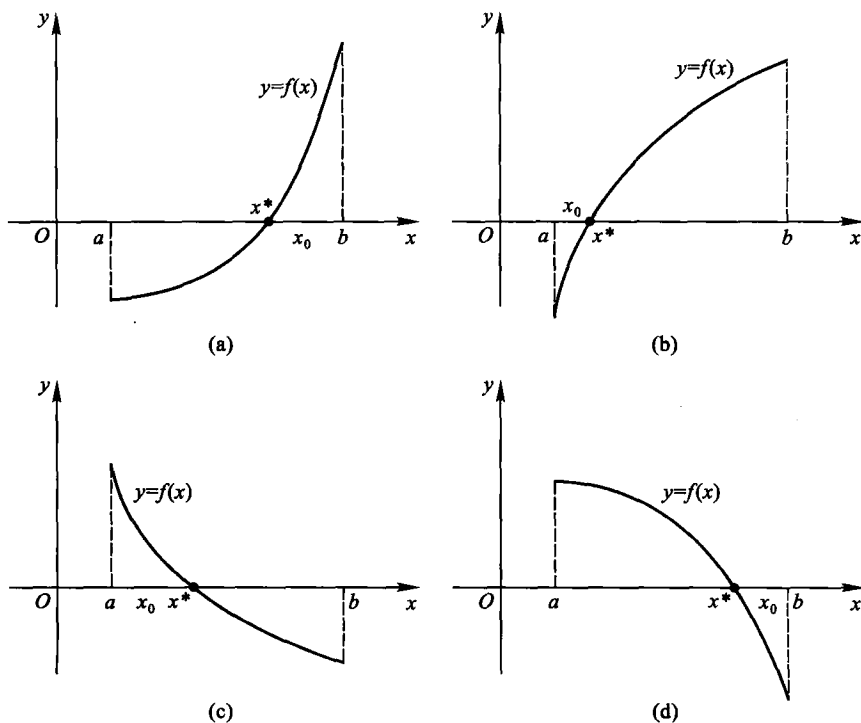 y
y
y=f(x)
y=f(x)
x*
x₀
O
a
x₀
b
x
O
a
x*
b
x
(a)
(b)
y
y
y=f(x)
y=f(x)
O
a
x₀
x*
b
x
O
a
x*
x₀
b
x
(c)
(d)